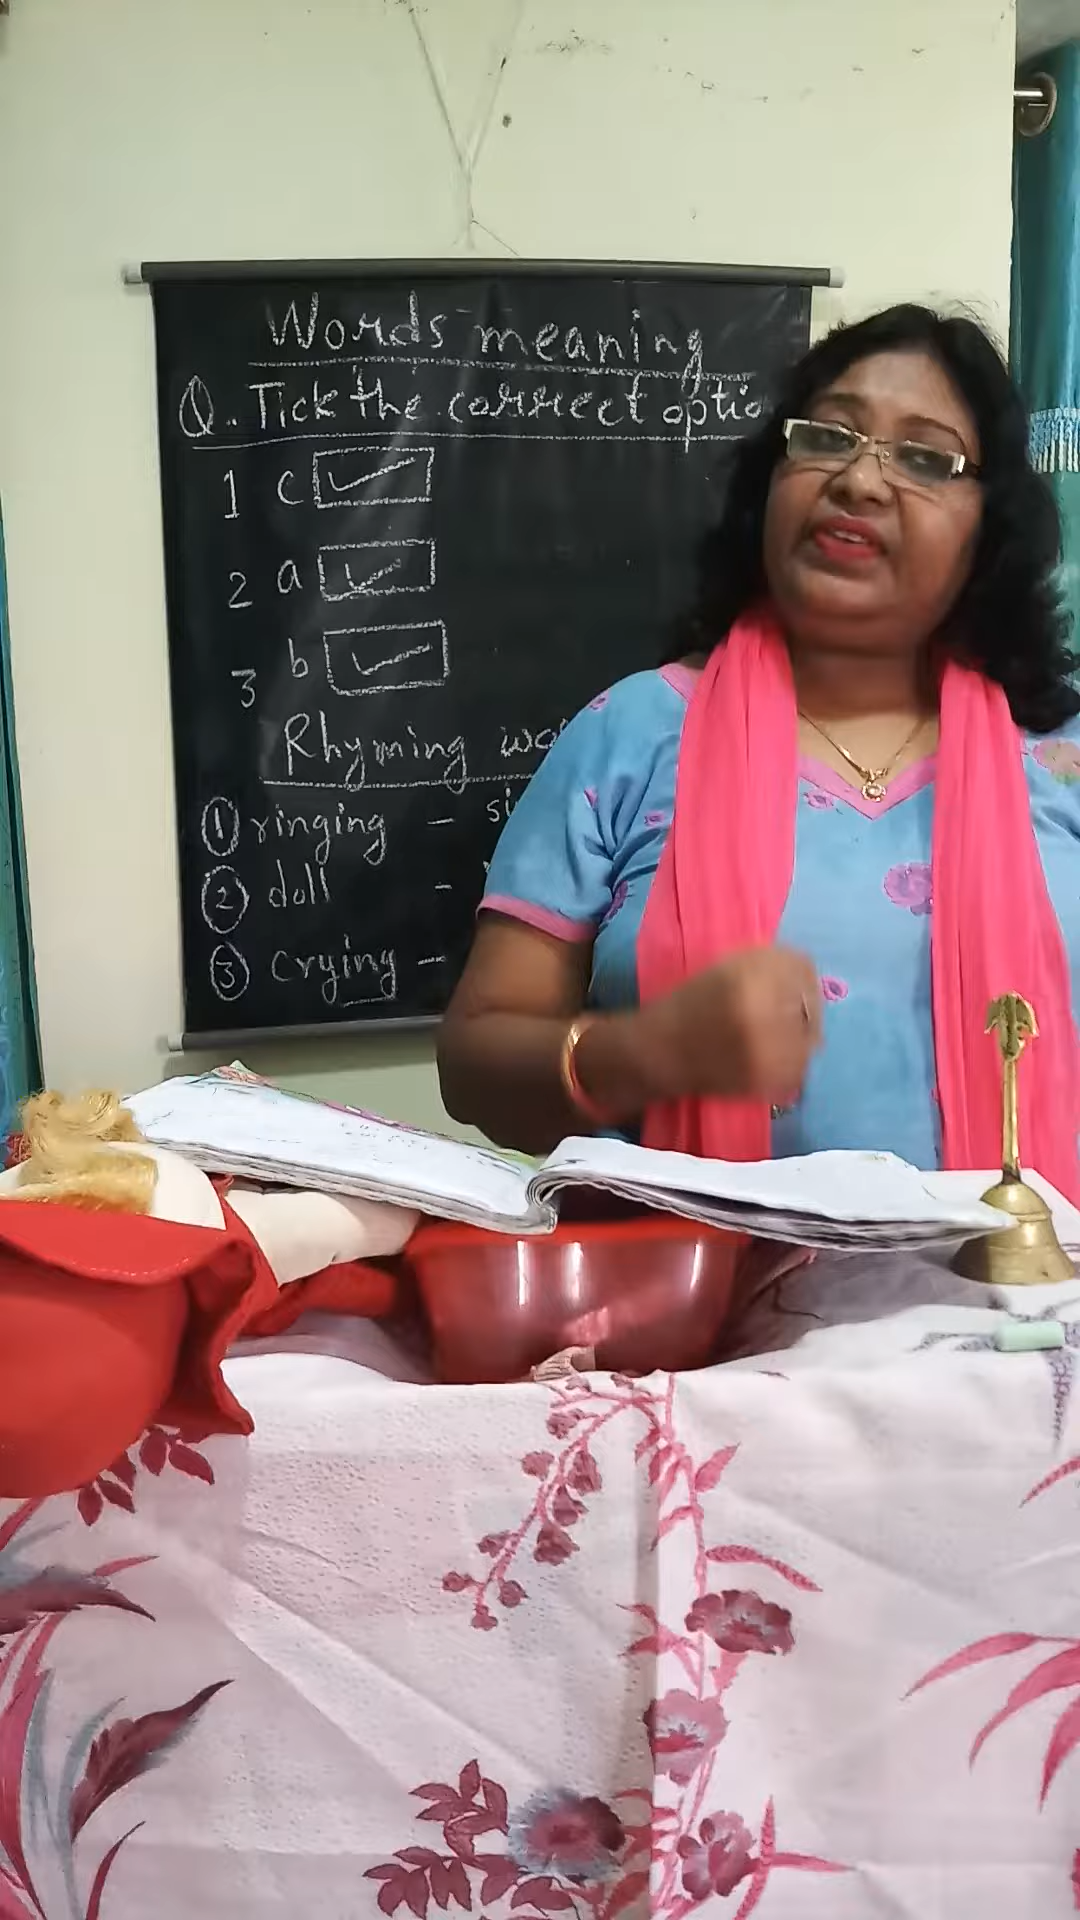 Words meaning
Q. Tick the correct optio
1 c ✓
2 a ✓
3 b ✓
Rhyming wo
① ringing - si
② doll -
③ crying -